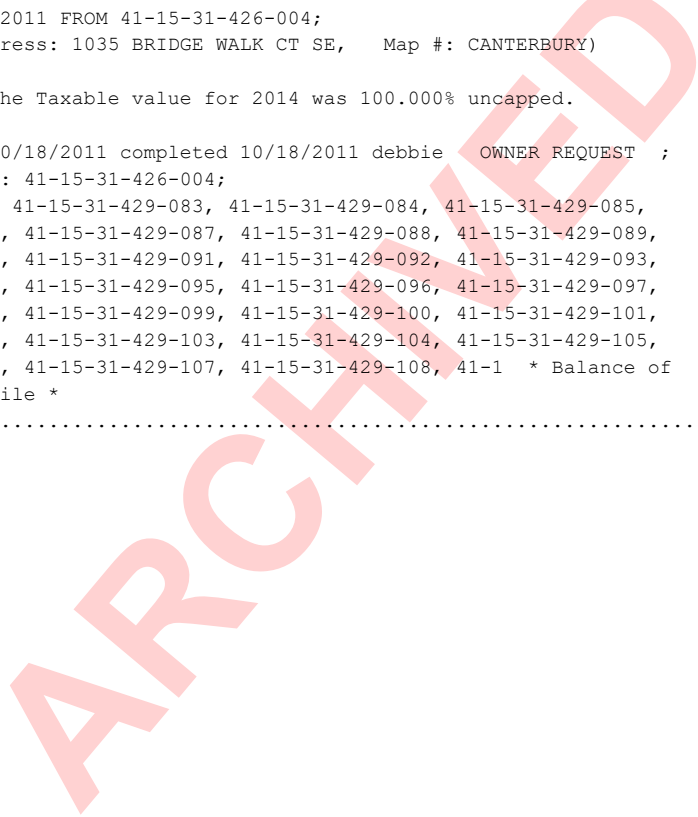 2011 FROM 41-15-31-426-004;
ress: 1035 BRIDGE WALK CT SE, Map #: CANTERBURY)
he Taxable value for 2014 was 100.000% uncapped.
0/18/2011 completed 10/18/2011 debbie OWNER REQUEST ;
: 41-15-31-426-004;
41-15-31-429-083, 41-15-31-429-084, 41-15-31-429-085,
, 41-15-31-429-087, 41-15-31-429-088, 41-15-31-429-089,
, 41-15-31-429-091, 41-15-31-429-092, 41-15-31-429-093,
, 41-15-31-429-095, 41-15-31-429-096, 41-15-31-429-097,
, 41-15-31-429-099, 41-15-31-429-100, 41-15-31-429-101,
, 41-15-31-429-103, 41-15-31-429-104, 41-15-31-429-105,
, 41-15-31-429-107, 41-15-31-429-108, 41-1 * Balance of
ile *
.........................................................
ARCHIVED